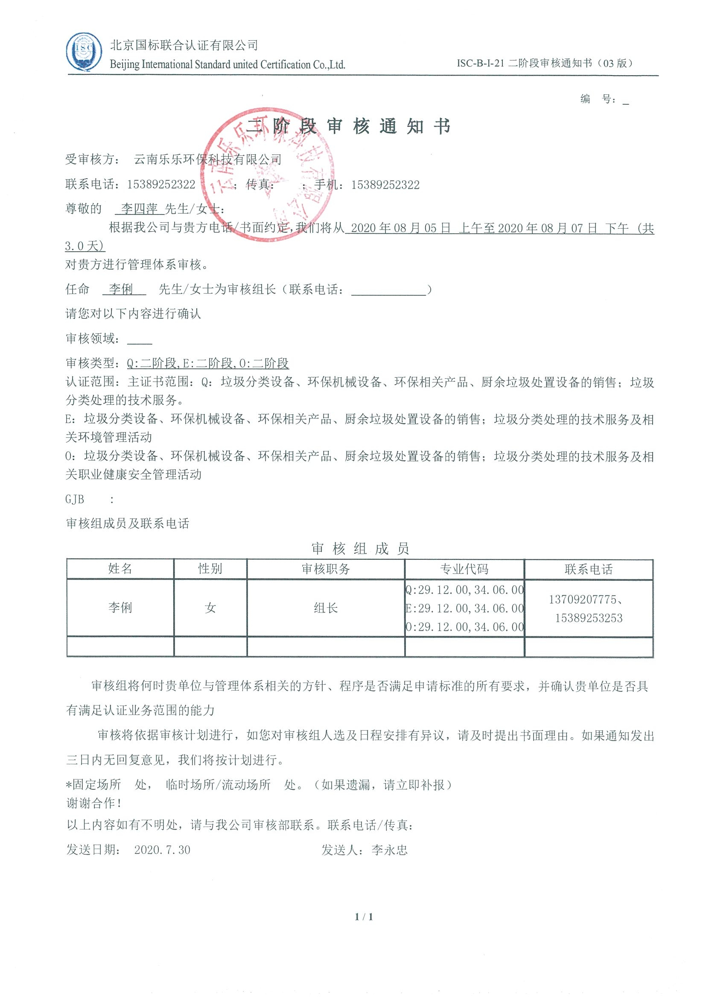 ISC
北京国标联合认证有限公司
Beijing International Standard united Certification Co.,Ltd.
ISC-B-I-21 二阶段审核通知书（03 版）
编 号：_
二 阶 段 审 核 通 知 书
云南乐乐环保科技有限公司
受审核方： 云南乐乐环保科技有限公司
联系电话：15389252322 ；传真： ；手机：15389252322
尊敬的 李四萍 先生/女士：
根据我公司与贵方电话/书面约定,我们将从 2020 年 08 月 05 日 上午至 2020 年 08 月 07 日 下午 (共
3.0 天)
对贵方进行管理体系审核。
任命 李俐 先生/女士为审核组长（联系电话：____________）
请您对以下内容进行确认
审核领域：____
审核类型：Q:二阶段,E:二阶段,O:二阶段
认证范围：主证书范围：Q：垃圾分类设备、环保机械设备、环保相关产品、厨余垃圾处置设备的销售；垃圾
分类处理的技术服务。
E：垃圾分类设备、环保机械设备、环保相关产品、厨余垃圾处置设备的销售；垃圾分类处理的技术服务及相
关环境管理活动
O：垃圾分类设备、环保机械设备、环保相关产品、厨余垃圾处置设备的销售；垃圾分类处理的技术服务及相
关职业健康安全管理活动
GJB ：
审核组成员及联系电话
审 核 组 成 员
姓名 性别 审核职务 专业代码 联系电话
李俐 女 组长 Q:29.12.00,34.06.00 13709207775、
E:29.12.00,34.06.00 15389253253
O:29.12.00,34.06.00
审核组将何时贵单位与管理体系相关的方针、程序是否满足申请标准的所有要求，并确认贵单位是否具
有满足认证业务范围的能力
审核将依据审核计划进行，如您对审核组人选及日程安排有异议，请及时提出书面理由。如果通知发出
三日内无回复意见，我们将按计划进行。
*固定场所 处， 临时场所/流动场所 处。（如果遗漏，请立即补报）
谢谢合作！
以上内容如有不明处，请与我公司审核部联系。联系电话/传真：
发送日期： 2020.7.30 发送人：李永忠
1 / 1